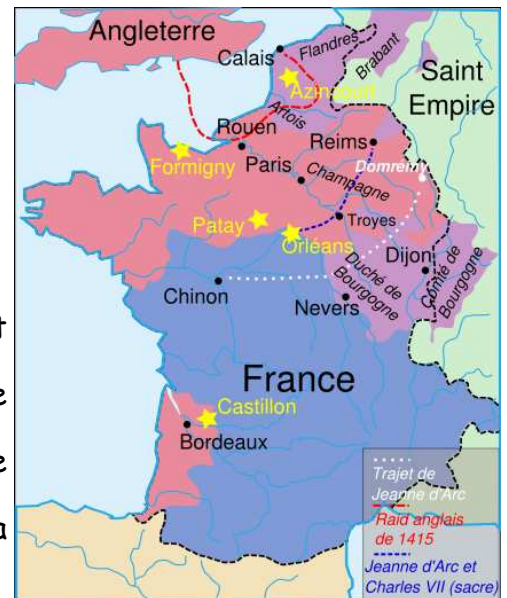 Angleterre
Calais
Flandres
Brabant
Saint
Empire
Azincourt
Artois
Rouen
Reims
Formigny
Paris
Domrémy
Champagne
Patay
Troyes
Orléans
Dijon
Duché de
Bourgogne
Comté de
Bourgogne
Chinon
Nevers
France
Castillon
Bordeaux
Trajet de
Jeanne d'Arc
Raid anglais
de 1415
Jeanne d'Arc et
Charles VII (sacre)